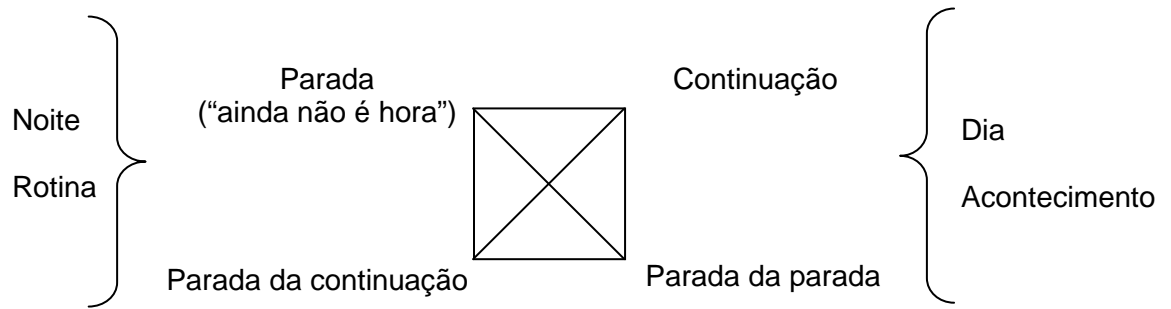 Noite
Rotina
Parada
(“ainda não é hora”)
Parada da continuação
Continuação
Parada da parada
Dia
Acontecimento